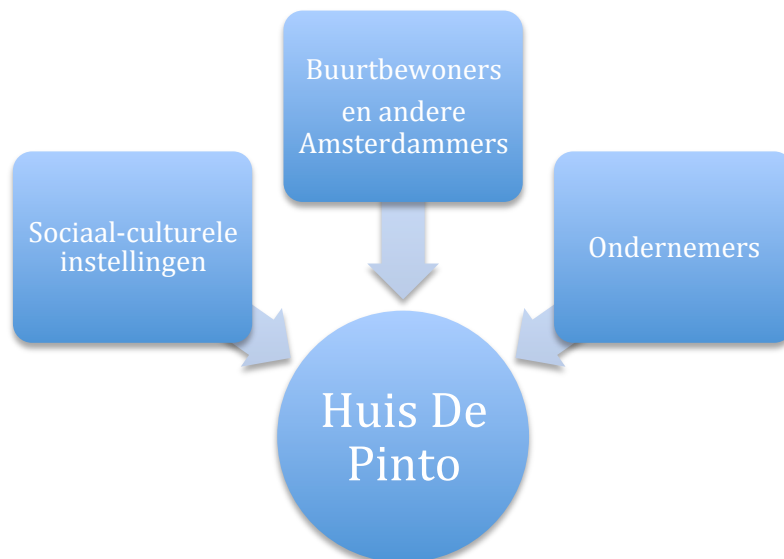 Buurtbewoners
en andere
Amsterdammers
Sociaal-culturele
instellingen
Ondernemers
Huis De
Pinto